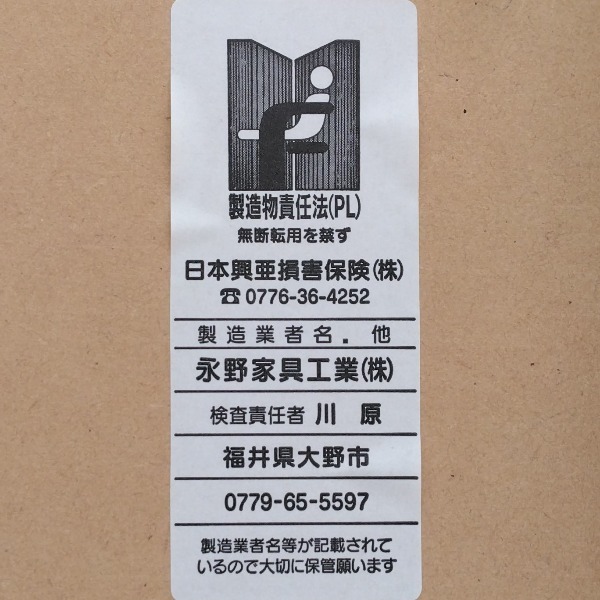 製造物責任法(PL)
無断転用を禁ず
日本興亜損害保険(株)
☎0776-36-4252
製造業者名．他
永野家具工業(株)
検査責任者 川原
福井県大野市
0779-65-5597
製造業者名等が記載されて
いるので大切に保管願います